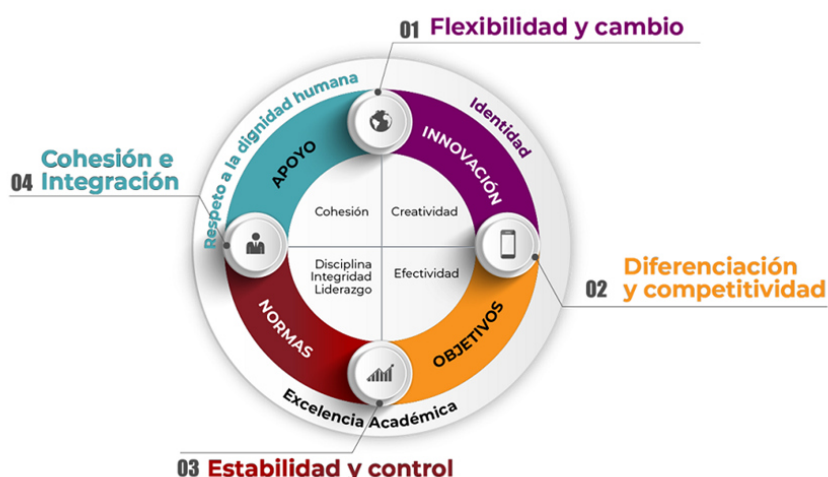 01 Flexibilidad y cambio
Respeto a la dignidad humana
Identidad
APOYO
INNOVACIÓN
04 Cohesión e
Integración
Cohesión
Creatividad
Disciplina
Integridad
Liderazgo
Efectividad
02 Diferenciación
y competitividad
NORMAS
OBJETIVOS
Excelencia Académica
03 Estabilidad y control